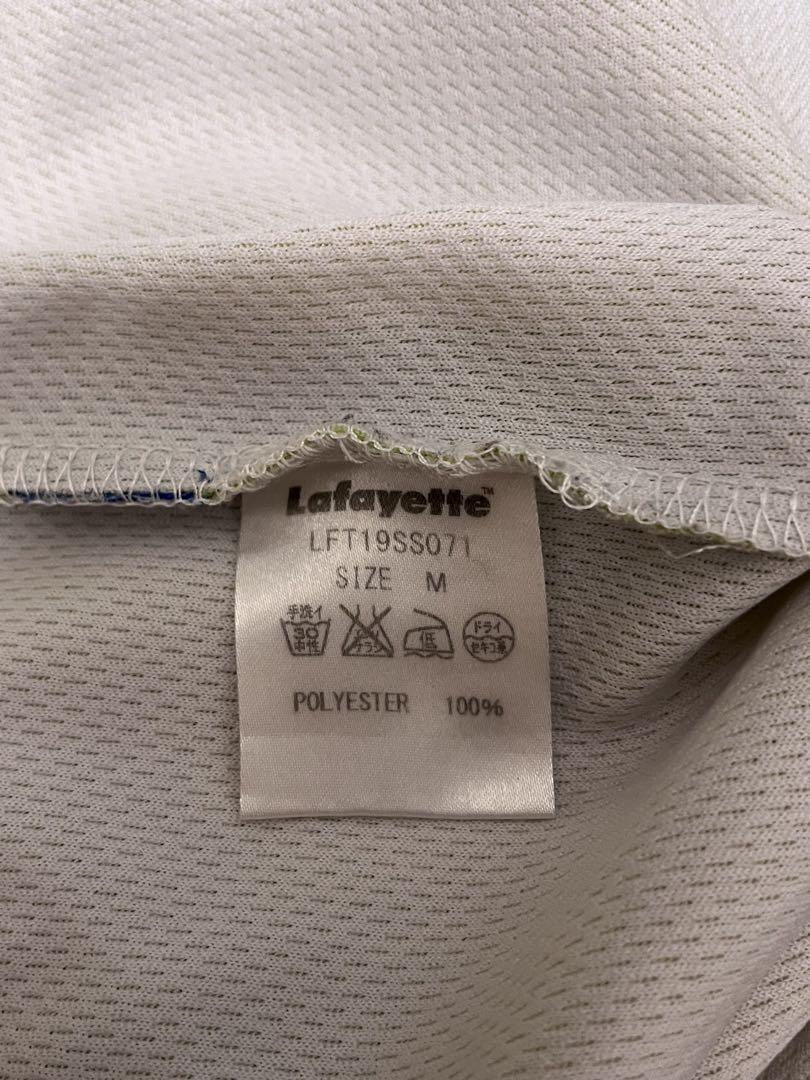 Lafayette™
LFT19SS071
SIZE M
手洗イ
30
中性
低
ドライ
セキユ系
POLYESTER 100%